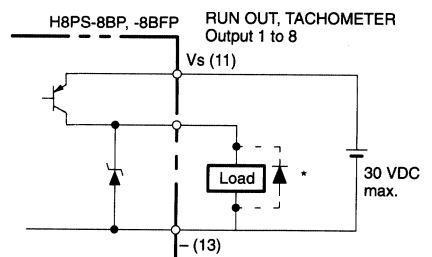 H8PS-8BP, -8BFP
RUN OUT, TACHOMETER
Output 1 to 8
Vs (11)
Load
*
30 VDC
max.
– (13)